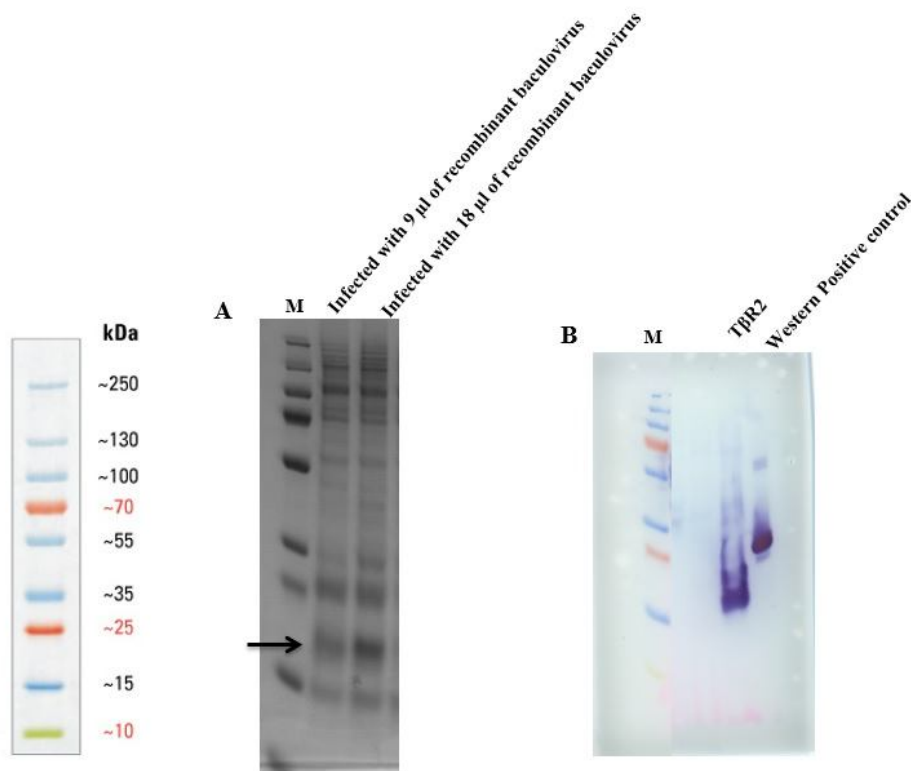 kDa
~250
~130
~100
~70
~55
~35
~25
~15
~10
A
M
Infected with 9 µl of recombinant baculovirus
Infected with 18 µl of recombinant baculovirus
B
M
TβR2
Western Positive control